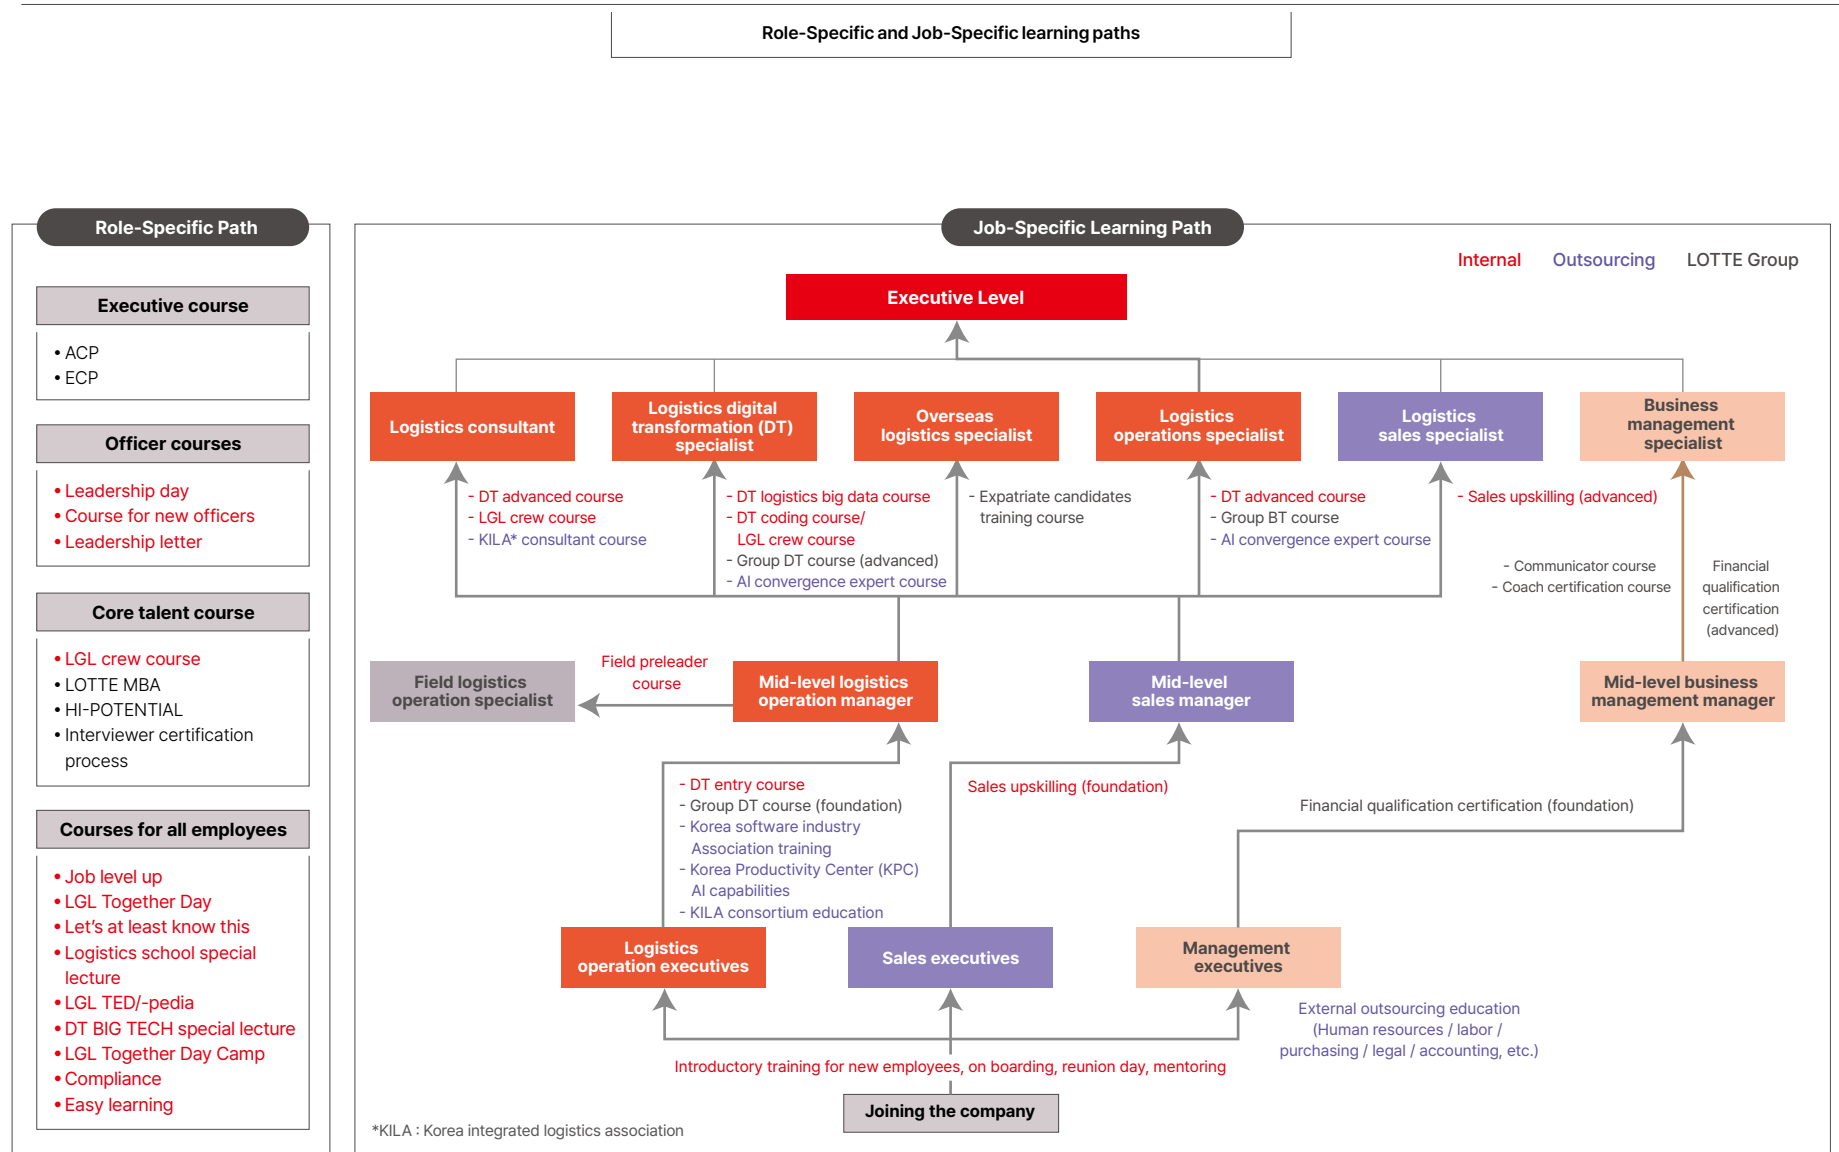 Role-Specific and Job-Specific learning paths
Role-Specific Path
Executive course
• ACP
• ECP
Officer courses
• Leadership day
• Course for new officers
• Leadership letter
Core talent course
• LGL crew course
• LOTTE MBA
• HI-POTENTIAL
• Interviewer certification
process
Courses for all employees
• Job level up
• LGL Together Day
• Let's at least know this
• Logistics school special
lecture
• LGL TED/-pedia
• DT BIG TECH special lecture
• LGL Together Day Camp
• Compliance
• Easy learning
Job-Specific Learning Path
Internal Outsourcing LOTTE Group
Executive Level
Logistics consultant
Logistics digital
transformation (DT)
specialist
Overseas
logistics specialist
Logistics
operations specialist
Logistics
sales specialist
Business
management
specialist
- DT advanced course
- LGL crew course
- KILA* consultant course
- DT logistics big data course
- DT coding course/
LGL crew course
- Group DT course (advanced)
- AI convergence expert course
- Expatriate candidates
training course
- DT advanced course
- Group BT course
- AI convergence expert course
- Sales upskilling (advanced)
- Communicator course
- Coach certification course
Financial
qualification
certification
(advanced)
Field logistics
operation specialist
Field preleader
course
Mid-level logistics
operation manager
Mid-level
sales manager
Mid-level business
management manager
- DT entry course
- Group DT course (foundation)
- Korea software industry
Association training
- Korea Productivity Center (KPC)
AI capabilities
- KILA consortium education
Sales upskilling (foundation)
Financial qualification certification (foundation)
Logistics
operation executives
Sales executives
Management
executives
External outsourcing education
(Human resources / labor /
purchasing / legal / accounting, etc.)
Introductory training for new employees, on boarding, reunion day, mentoring
Joining the company
*KILA : Korea integrated logistics association